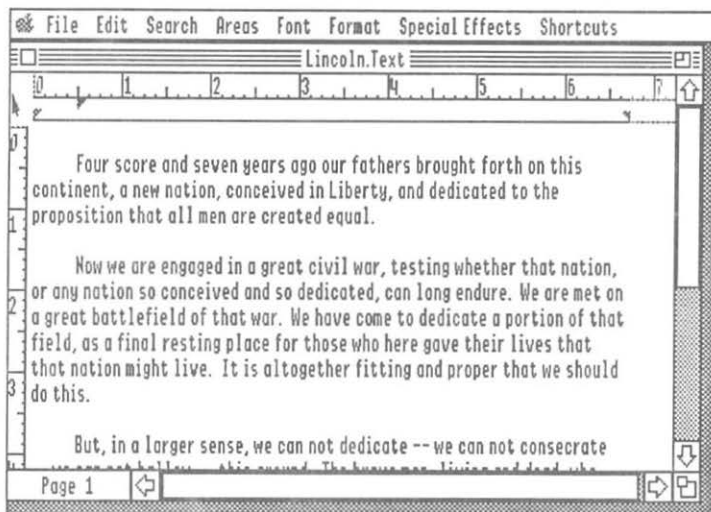 File Edit Search Areas Font Format Special Effects Shortcuts
Lincoln.Text
0 1 2 3 4 5 6 7
0
Four score and seven years ago our fathers brought forth on this
continent, a new nation, conceived in Liberty, and dedicated to the
proposition that all men are created equal.
1
Now we are engaged in a great civil war, testing whether that nation,
or any nation so conceived and so dedicated, can long endure. We are met on
2
a great battlefield of that war. We have come to dedicate a portion of that
field, as a final resting place for those who here gave their lives that
that nation might live. It is altogether fitting and proper that we should
3
do this.
But, in a larger sense, we can not dedicate -- we can not consecrate
Page 1